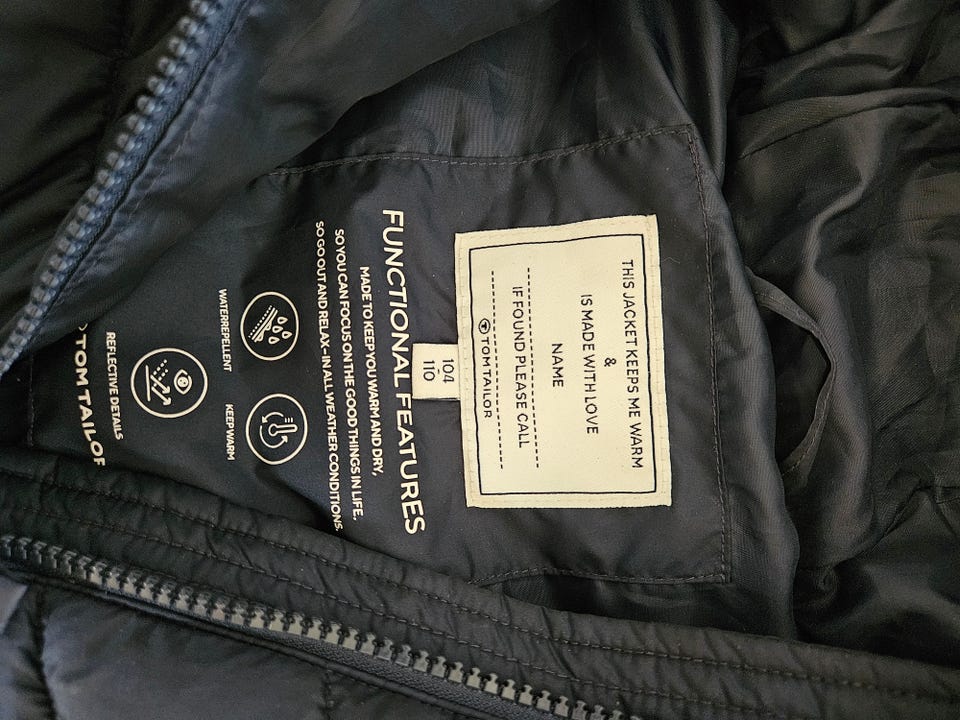 THIS JACKET KEEPS ME WARM
&
IS MADE WITH LOVE
NAME
IF FOUND PLEASE CALL
TOM TAILOR
104
110
FUNCTIONAL FEATURES
MADE TO KEEP YOU WARM AND DRY,
SO YOU CAN FOCUS ON THE GOOD THINGS IN LIFE,
SO GO OUT AND RELAX - IN ALL WEATHER CONDITIONS.
WATERREPELLENT
KEEP WARM
REFLECTIVE DETAILS
TOM TAILOR